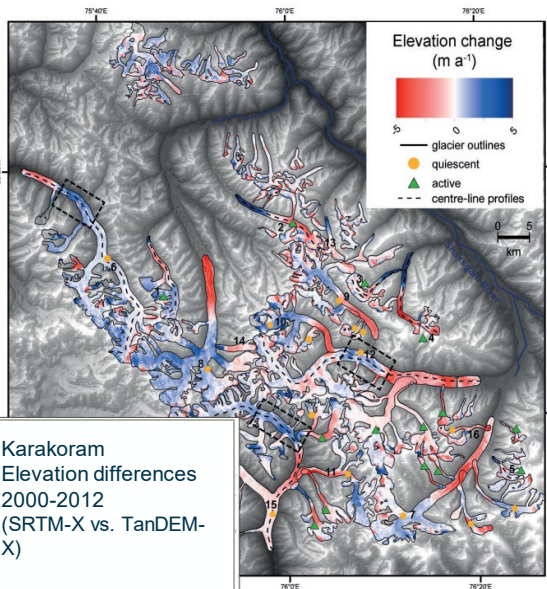 75°40'E
76°0'E
76°20'E
Elevation change
(m a⁻¹)
5
0
5
glacier outlines
quiescent
active
centre-line profiles
0
5
km
2
13
3
4
6
14
8
12
16
5
11
15
Karakoram
Elevation differences
2000-2012
(SRTM-X vs. TanDEM-
X)
76°0'E
76°20'E